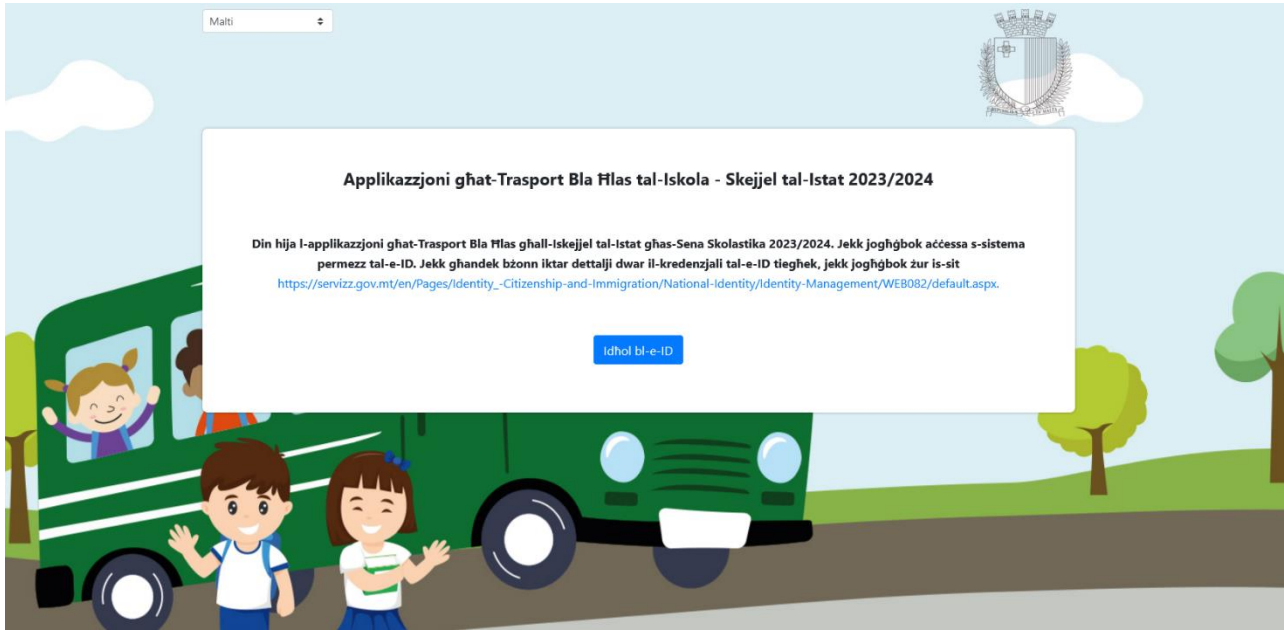 Malti
Applikazzjoni għat-Trasport Bla Ħlas tal-Iskola - Skejjel tal-Istat 2023/2024
Din hija l-applikazzjoni għat-Trasport Bla Ħlas għall-Iskejjel tal-Istat għas-Sena Skolastika 2023/2024. Jekk jogħġbok aċċessa s-sistema
permezz tal-e-ID. Jekk għandek bżonn iktar dettalji dwar il-kredenzjali tal-e-ID tiegħek, jekk jogħġbok żur is-sit
https://servizz.gov.mt/en/Pages/Identity_-Citizenship-and-Immigration/National-Identity/Identity-Management/WEB082/default.aspx.
Idħol bl-e-ID